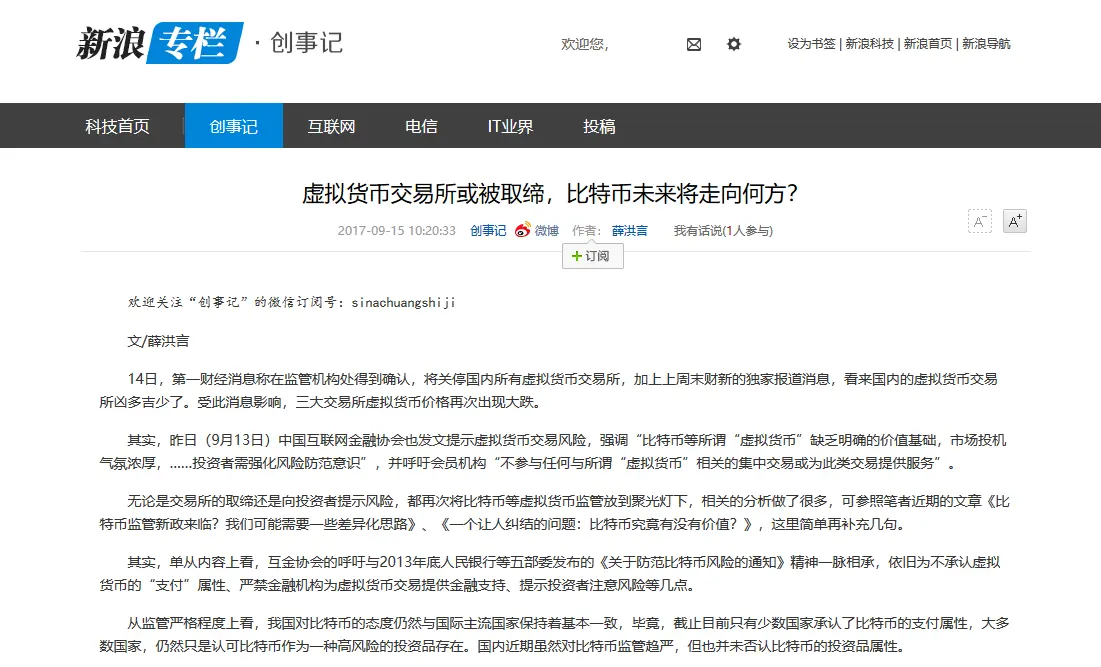 新浪专栏 · 创事记
欢迎您,
设为书签 | 新浪科技 | 新浪首页 | 新浪导航
科技首页 创事记 互联网 电信 IT业界 投稿
虚拟货币交易所或被取缔，比特币未来将走向何方？
2017-09-15 10:20:33 创事记 微博 作者： 薛洪言 我有话说(1人参与)
A- A+
+订阅
欢迎关注“创事记”的微信订阅号：sinachuangshiji
文/薛洪言
14日，第一财经消息称在监管机构处得到确认，将关停国内所有虚拟货币交易所，加上上周末财新的独家报道消息，看来国内的虚拟货币交易
所凶多吉少了。受此消息影响，三大交易所虚拟货币价格再次出现大跌。
其实，昨日（9月13日）中国互联网金融协会也发文提示虚拟货币交易风险，强调“比特币等所谓“虚拟货币”缺乏明确的价值基础，市场投机
气氛浓厚，......投资者需强化风险防范意识”，并呼吁会员机构“不参与任何与所谓“虚拟货币”相关的集中交易或为此类交易提供服务”。
无论是交易所的取缔还是向投资者提示风险，都再次将比特币等虚拟货币监管放到聚光灯下，相关的分析做了很多，可参照笔者近期的文章《比
特币监管新政来临？我们可能需要一些差异化思路》、《一个让人纠结的问题：比特币究竟有没有价值？》，这里简单再补充几句。
其实，单从内容上看，互金协会的呼吁与2013年底人民银行等五部委发布的《关于防范比特币风险的通知》精神一脉相承，依旧为不承认虚拟
货币的“支付”属性、严禁金融机构为虚拟货币交易提供金融支持、提示投资者注意风险等几点。
从监管严格程度上看，我国对比特币的态度仍然与国际主流国家保持着基本一致，毕竟，截止目前只有少数国家承认了比特币的支付属性，大多
数国家，仍然只是认可比特币作为一种高风险的投资品存在。国内近期虽然对比特币监管趋严，但也并未否认比特币的投资品属性。